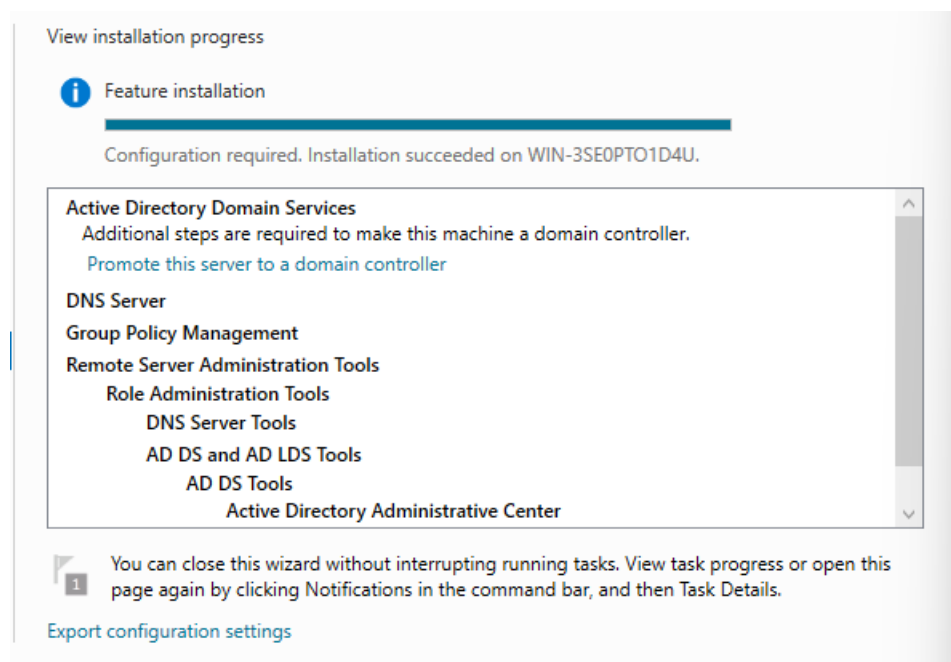 View installation progress
Feature installation
Configuration required. Installation succeeded on WIN-3SE0PTO1D4U.
Active Directory Domain Services
Additional steps are required to make this machine a domain controller.
Promote this server to a domain controller
DNS Server
Group Policy Management
Remote Server Administration Tools
Role Administration Tools
DNS Server Tools
AD DS and AD LDS Tools
AD DS Tools
Active Directory Administrative Center
You can close this wizard without interrupting running tasks. View task progress or open this
1
page again by clicking Notifications in the command bar, and then Task Details.
Export configuration settings